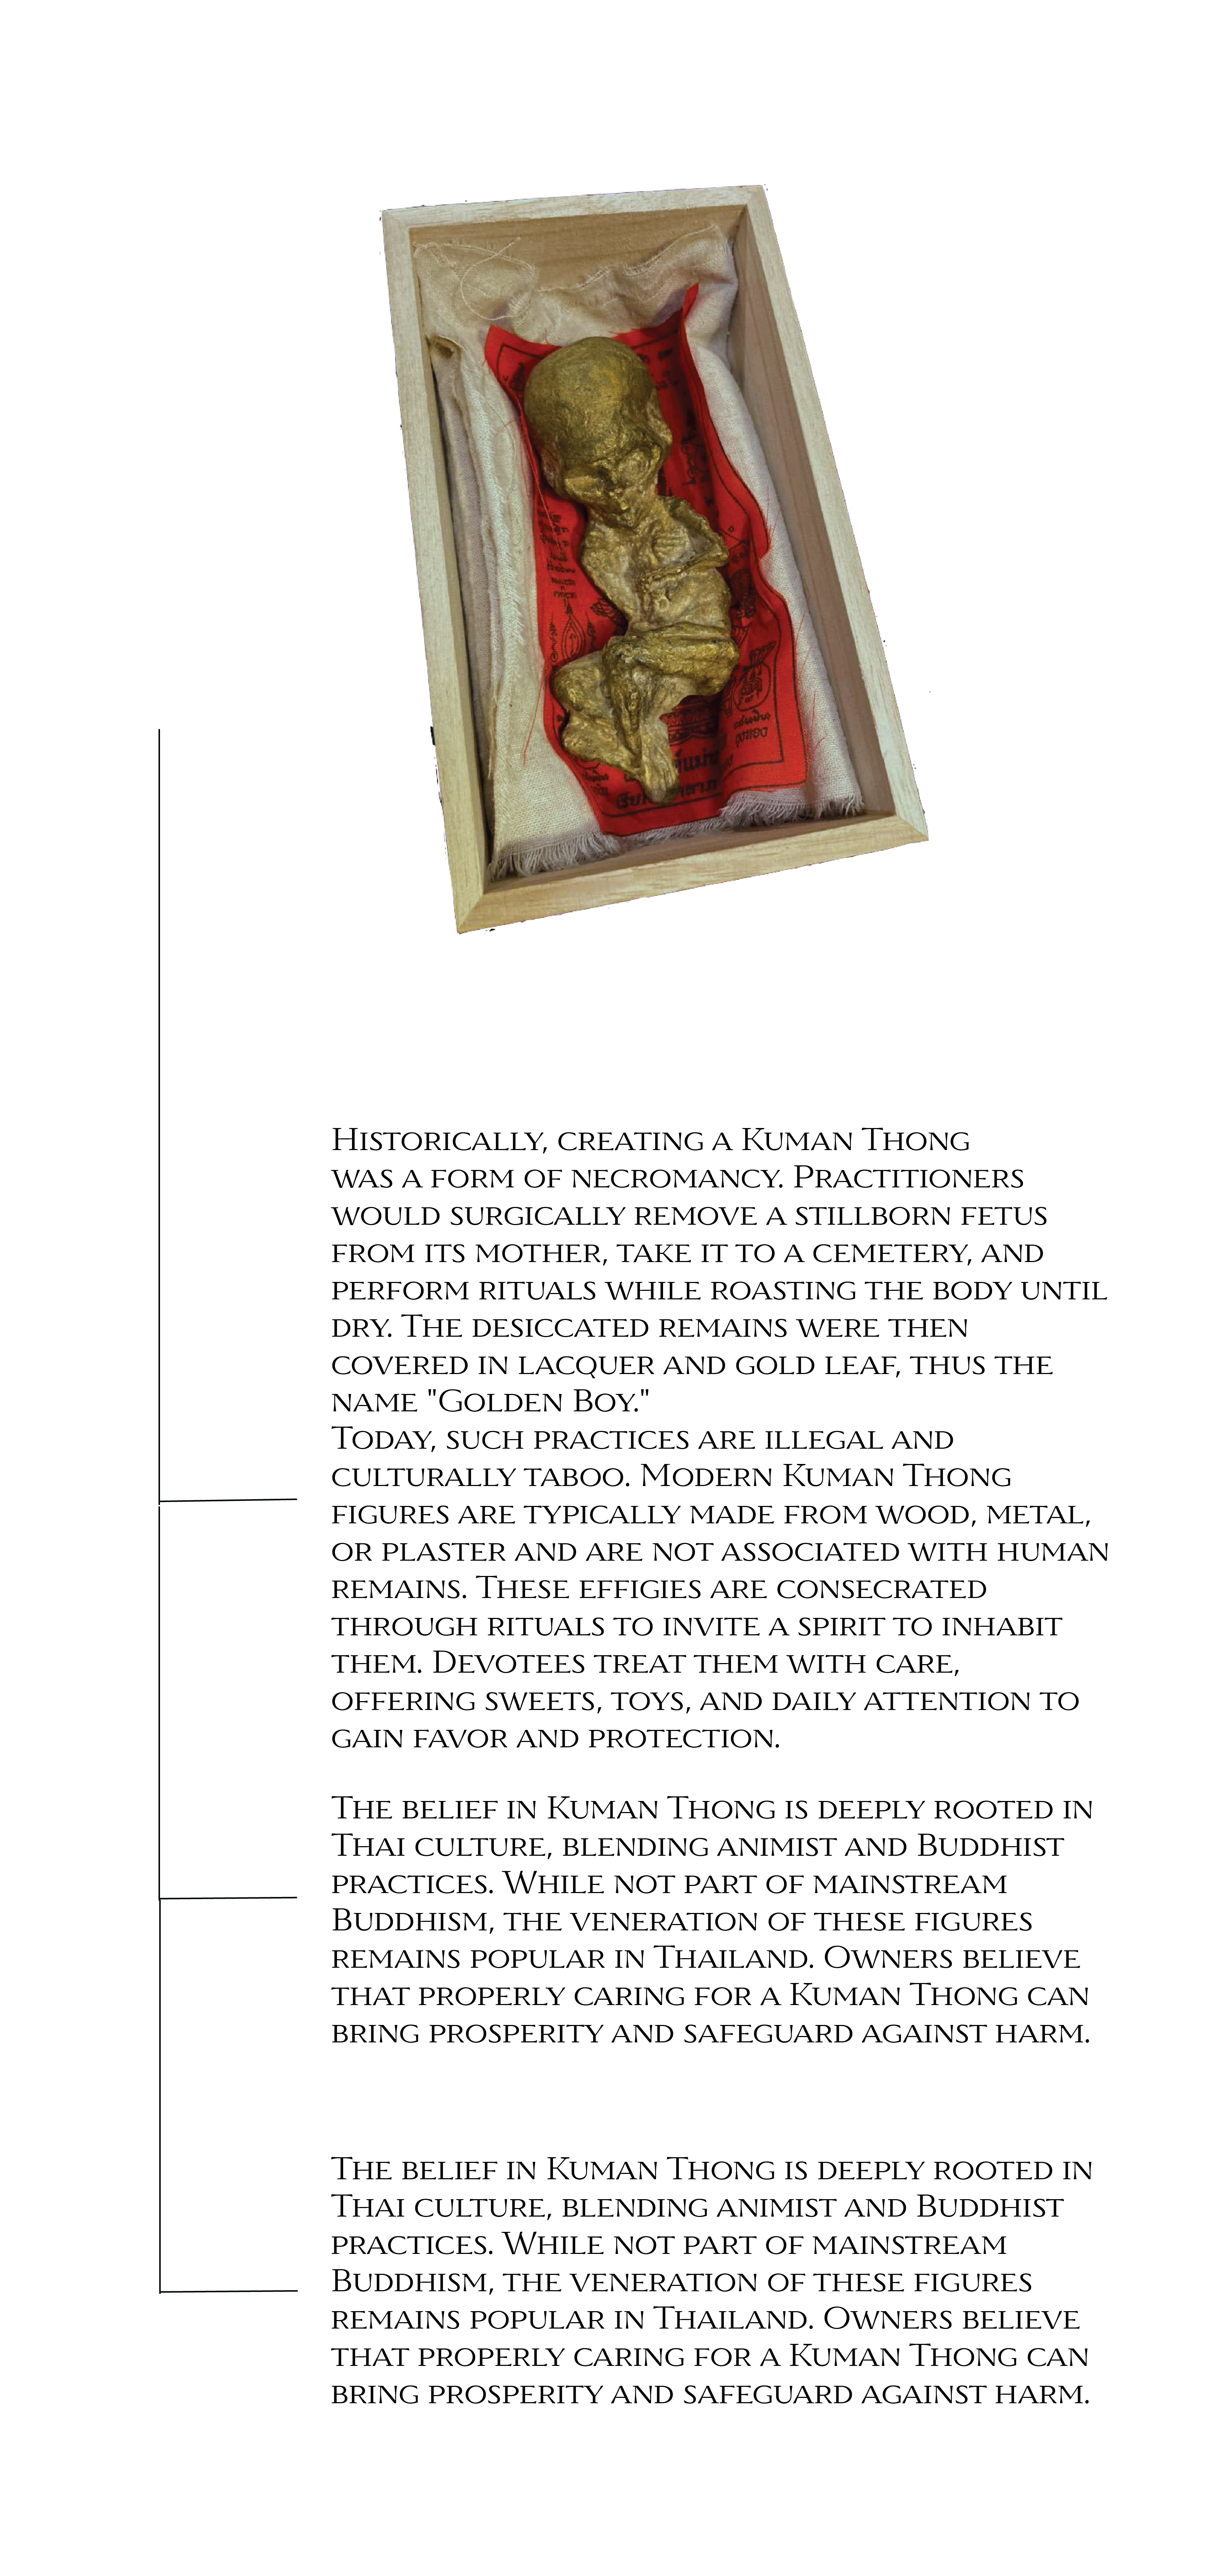 Historically, creating a Kuman Thong
was a form of necromancy. Practitioners
would surgically remove a stillborn fetus
from its mother, take it to a cemetery, and
perform rituals while roasting the body until
dry. The desiccated remains were then
covered in lacquer and gold leaf, thus the
name "Golden Boy."
Today, such practices are illegal and
culturally taboo. Modern Kuman Thong
figures are typically made from wood, metal,
or plaster and are not associated with human
remains. These effigies are consecrated
through rituals to invite a spirit to inhabit
them. Devotees treat them with care,
offering sweets, toys, and daily attention to
gain favor and protection.
The belief in Kuman Thong is deeply rooted in
Thai culture, blending animist and Buddhist
practices. While not part of mainstream
Buddhism, the veneration of these figures
remains popular in Thailand. Owners believe
that properly caring for a Kuman Thong can
bring prosperity and safeguard against harm.
The belief in Kuman Thong is deeply rooted in
Thai culture, blending animist and Buddhist
practices. While not part of mainstream
Buddhism, the veneration of these figures
remains popular in Thailand. Owners believe
that properly caring for a Kuman Thong can
bring prosperity and safeguard against harm.